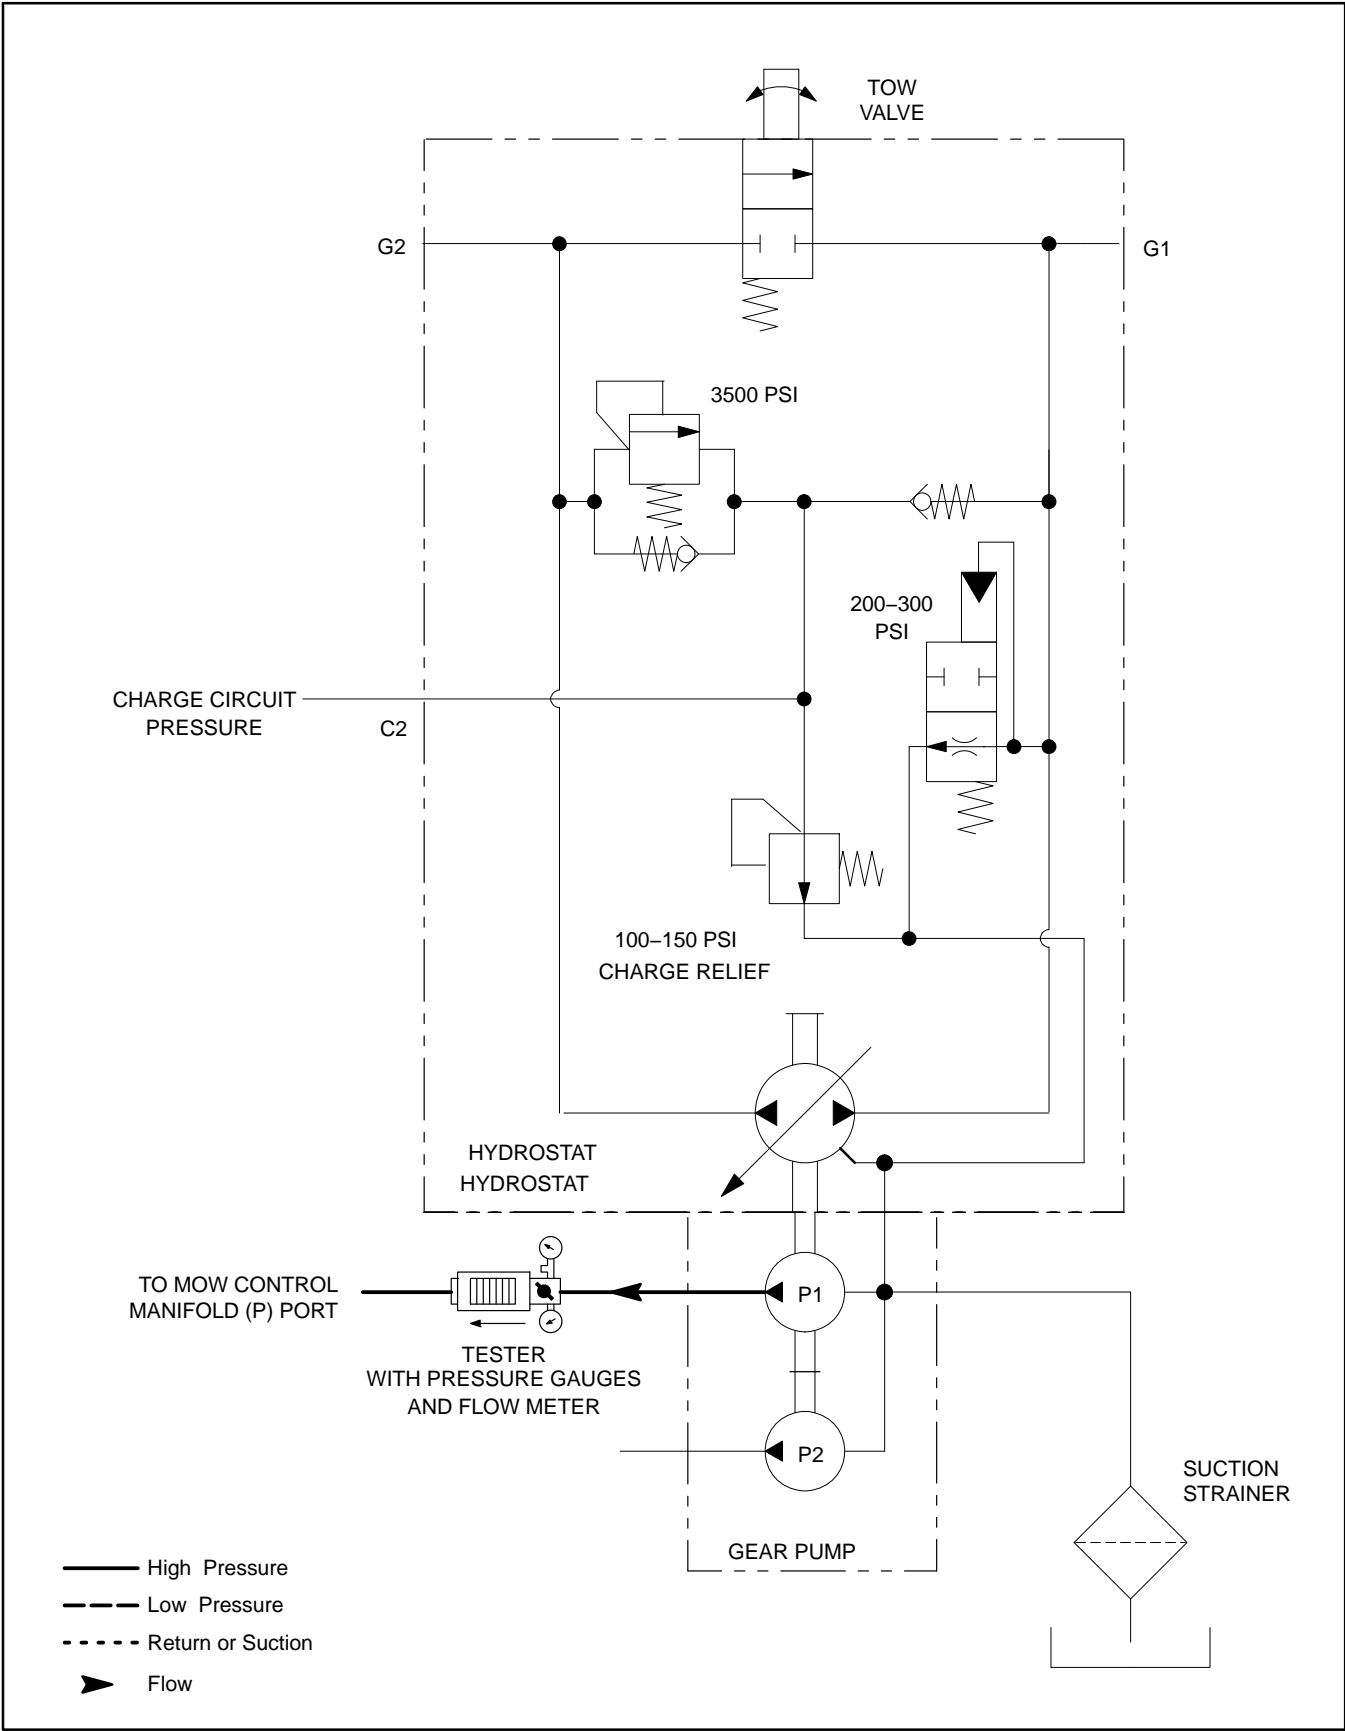 TOW
VALVE
G2
G1
3500 PSI
200–300
PSI
CHARGE CIRCUIT
PRESSURE
C2
100–150 PSI
CHARGE RELIEF
HYDROSTAT
HYDROSTAT
TO MOW CONTROL
MANIFOLD (P) PORT
P1
TESTER
WITH PRESSURE GAUGES
AND FLOW METER
P2
SUCTION
STRAINER
GEAR PUMP
High Pressure
Low Pressure
Return or Suction
Flow